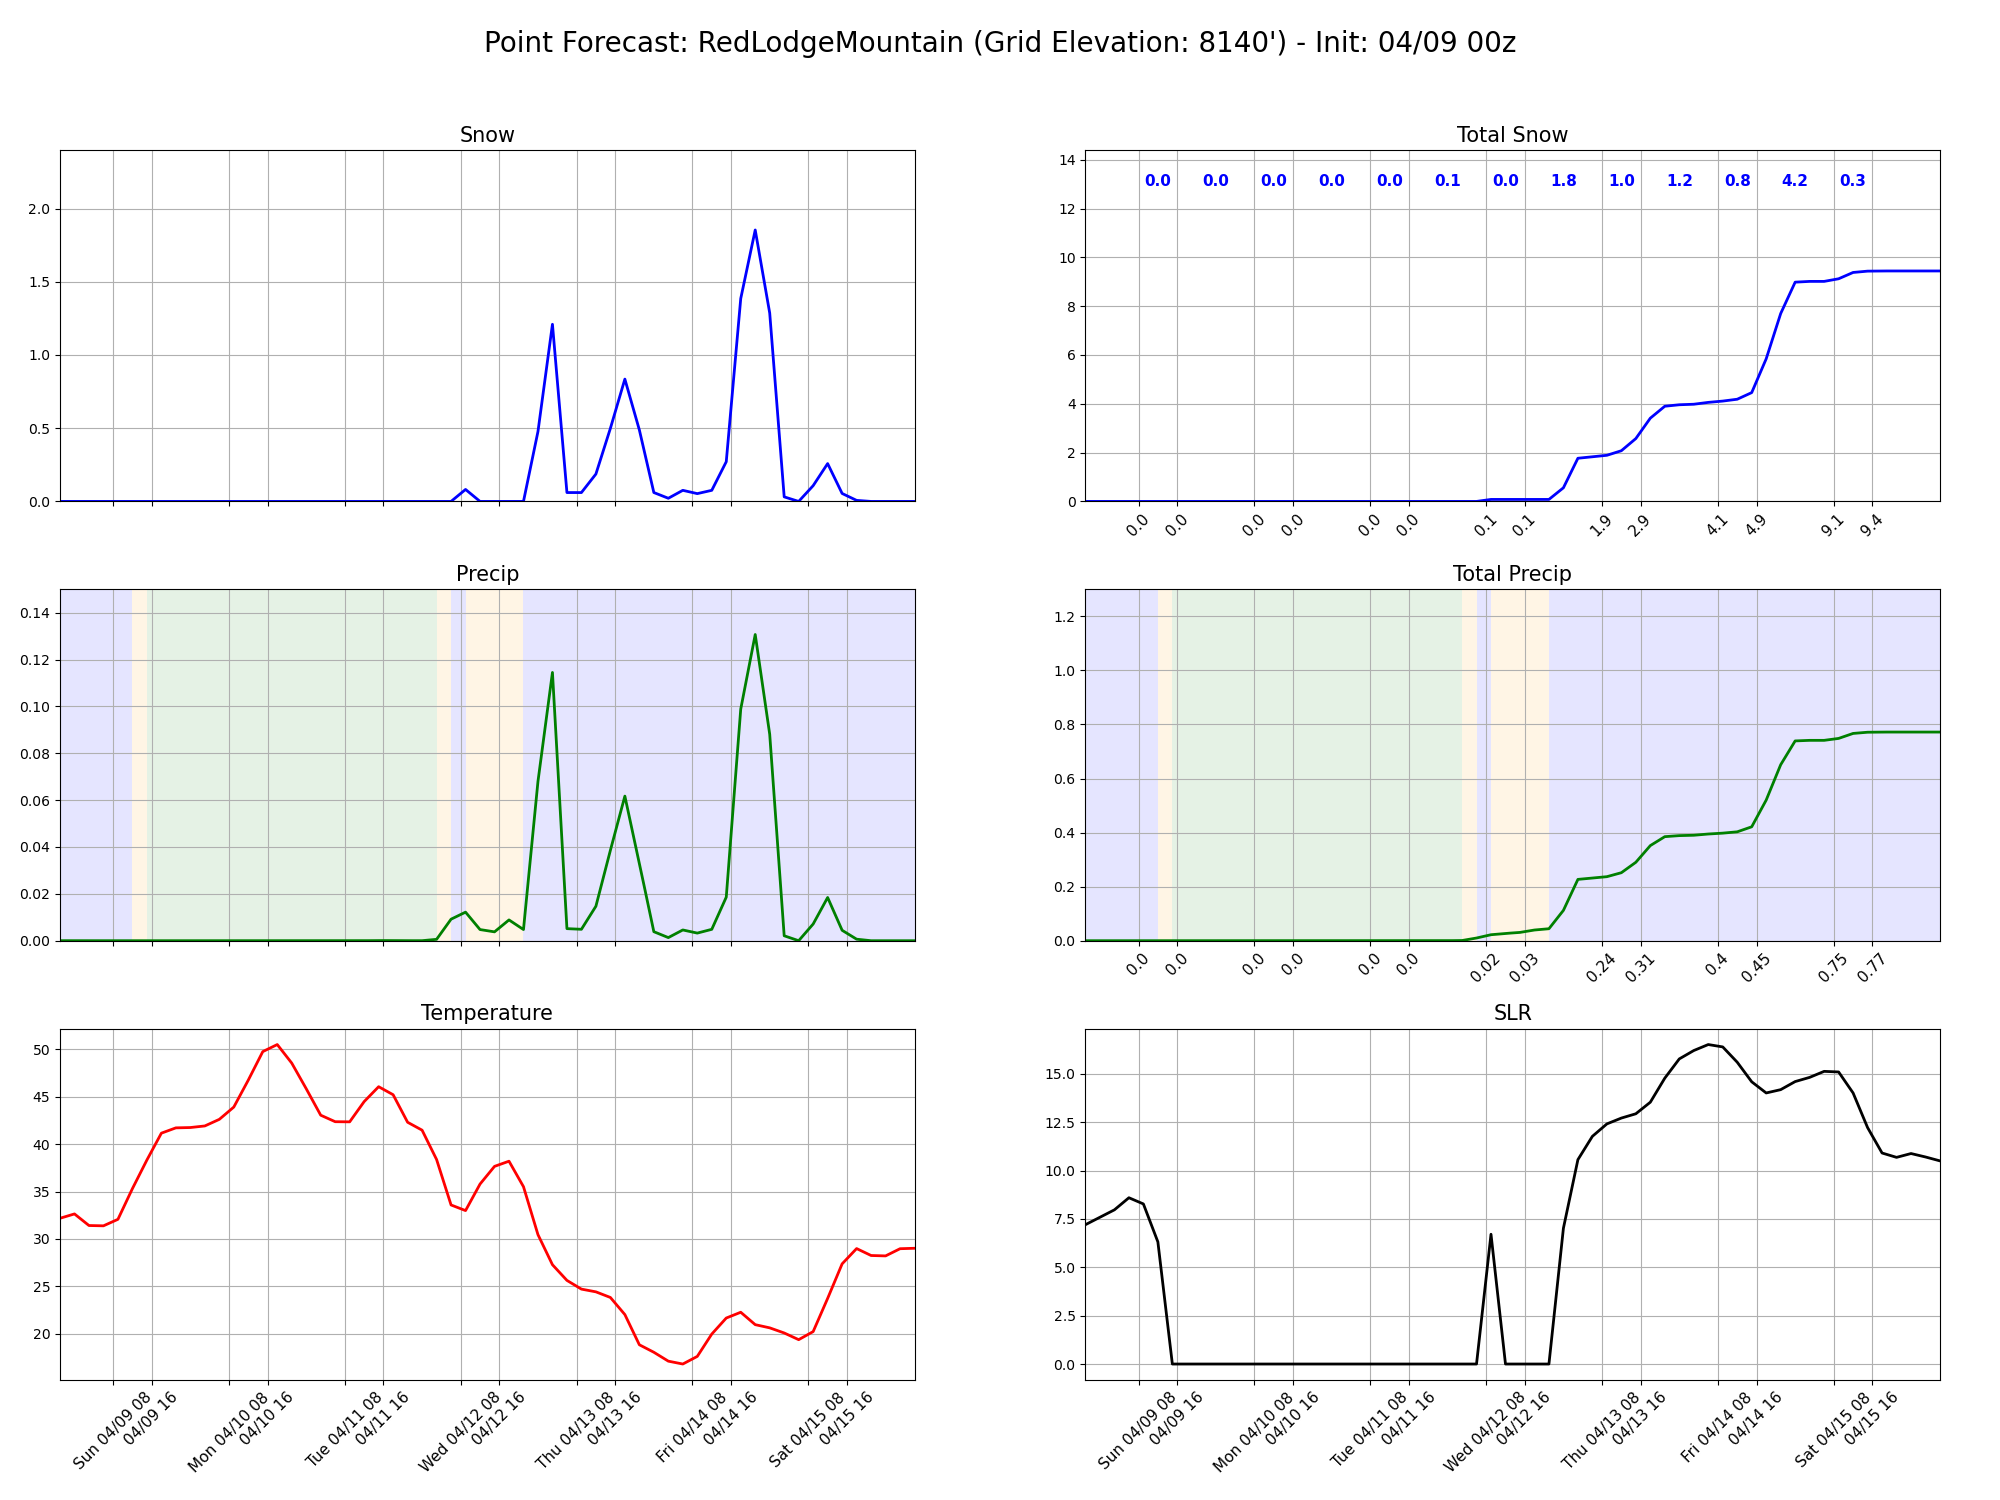 Point Forecast: RedLodgeMountain (Grid Elevation: 8140') - Init: 04/09 00z
Snow
2.0
1.5
1.0
0.5
0.0
Total Snow
14
12
10
8
6
4
2
0
0.0 0.0 0.0 0.0 0.0 0.1 0.0 1.8 1.0 1.2 0.8 4.2 0.3
0.0 0.0 0.0 0.0 0.0 0.0 0.1 0.1 1.9 2.9 4.1 4.9 9.1 9.4
Precip
0.14
0.12
0.10
0.08
0.06
0.04
0.02
0.00
Total Precip
1.2
1.0
0.8
0.6
0.4
0.2
0.0
0.0 0.0 0.0 0.0 0.0 0.0 0.02 0.03 0.24 0.31 0.4 0.45 0.75 0.77
Temperature
50
45
40
35
30
25
20
Sun 04/09 08
04/09 16
Mon 04/10 08
04/10 16
Tue 04/11 08
04/11 16
Wed 04/12 08
04/12 16
Thu 04/13 08
04/13 16
Fri 04/14 08
04/14 16
Sat 04/15 08
04/15 16
SLR
15.0
12.5
10.0
7.5
5.0
2.5
0.0
Sun 04/09 08
04/09 16
Mon 04/10 08
04/10 16
Tue 04/11 08
04/11 16
Wed 04/12 08
04/12 16
Thu 04/13 08
04/13 16
Fri 04/14 08
04/14 16
Sat 04/15 08
04/15 16